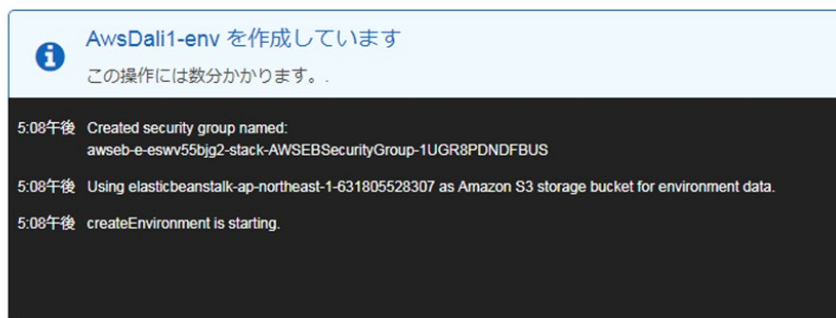 AwsDali1-env を作成しています
この操作には数分かかります。.
5:08午後 Created security group named:
awseb-e-eswv55bjg2-stack-AWSEBSecurityGroup-1UGR8PDNDFBUS
5:08午後 Using elasticbeanstalk-ap-northeast-1-631805528307 as Amazon S3 storage bucket for environment data.
5:08午後 createEnvironment is starting.